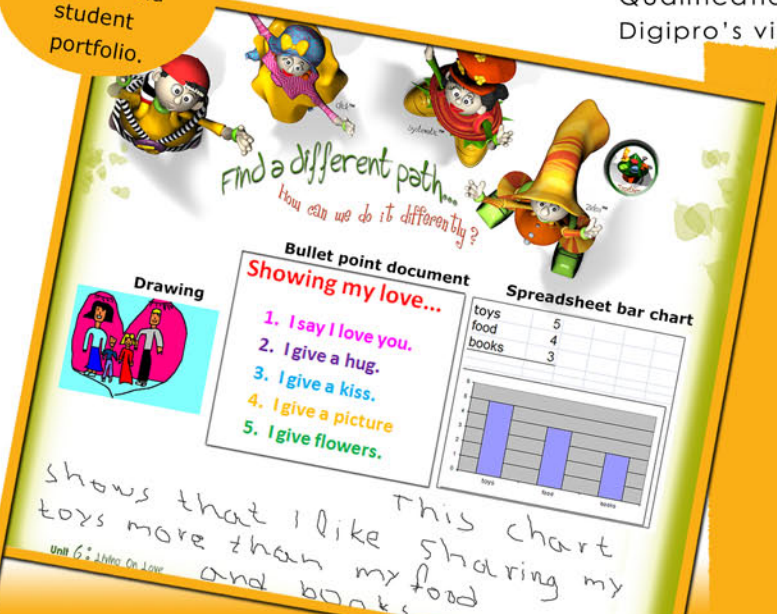 student
portfolio.
Digipro's vi
Find a different path...
How can we do it differently?
Drawing
Bullet point document
Spreadsheet bar chart
Showing my love...
1. I say I love you.
2. I give a hug.
3. I give a kiss.
4. I give a picture
5. I give flowers.
toys 5
food 4
books 3
toys food books
This chart
shows that I like sharing my
toys more than my food
and books
Unit 6: Living On Love